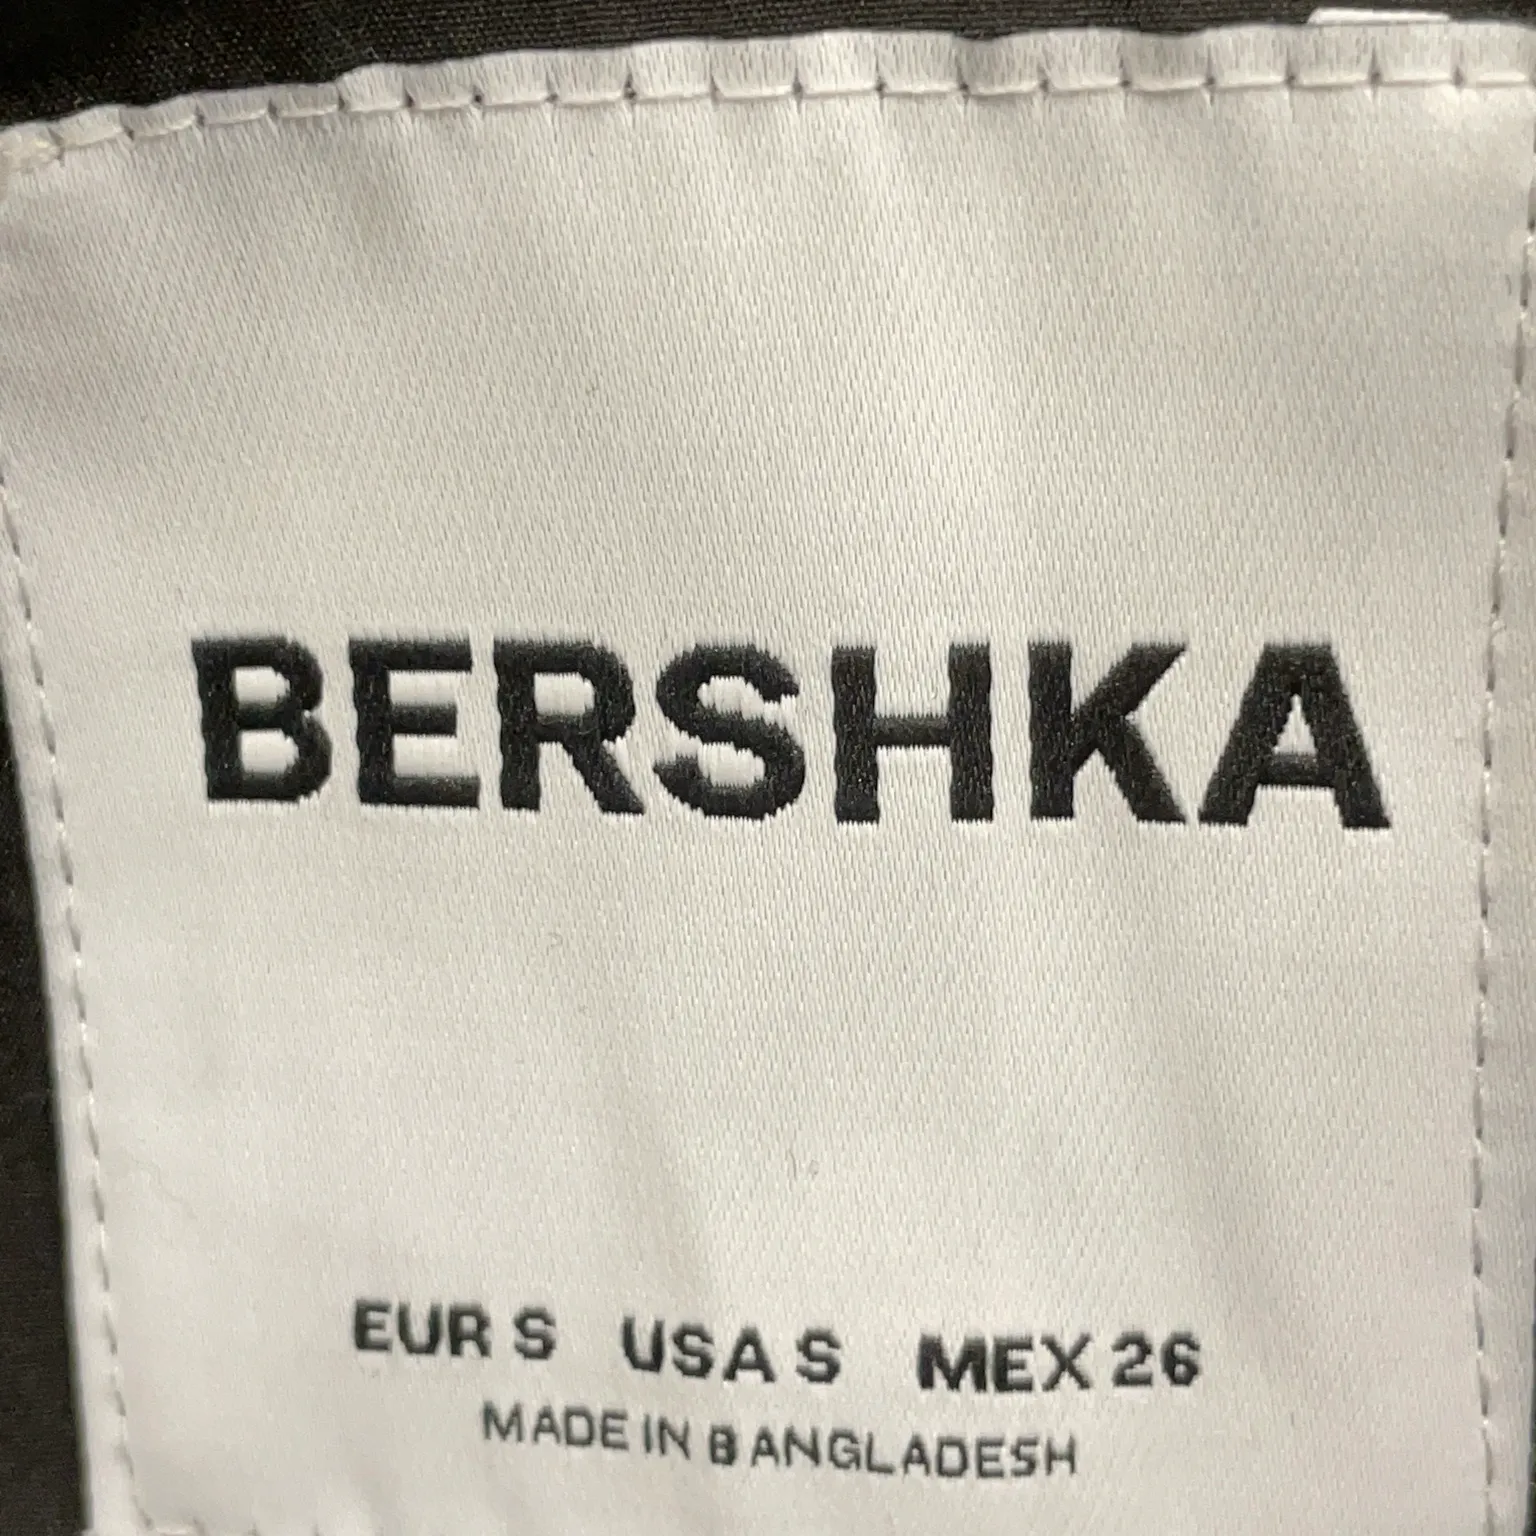 BERSHKA
EUR S USA S MEX 26
MADE IN BANGLADESH